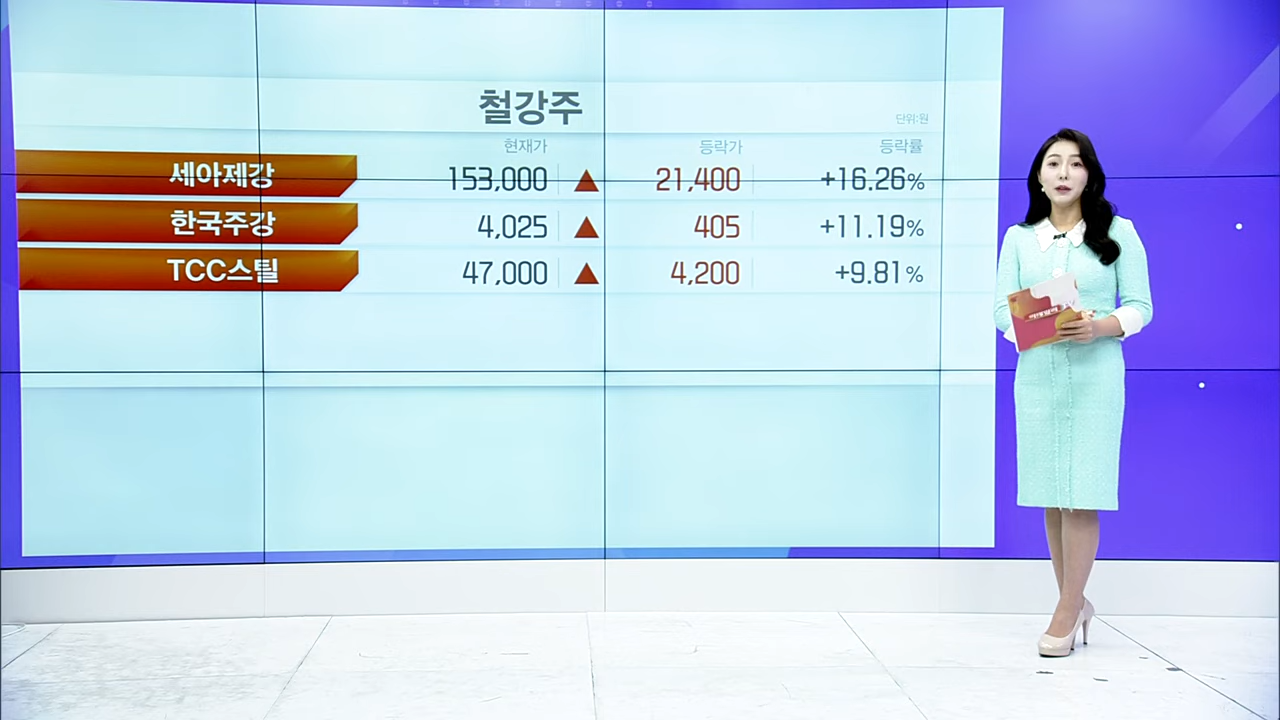 철강주
단위:원
현재가 등락가 등락률
세아제강 153,000 ▲ 21,400 +16.26%
한국주강 4,025 ▲ 405 +11.19%
TCC스틸 47,000 ▲ 4,200 +9.81%